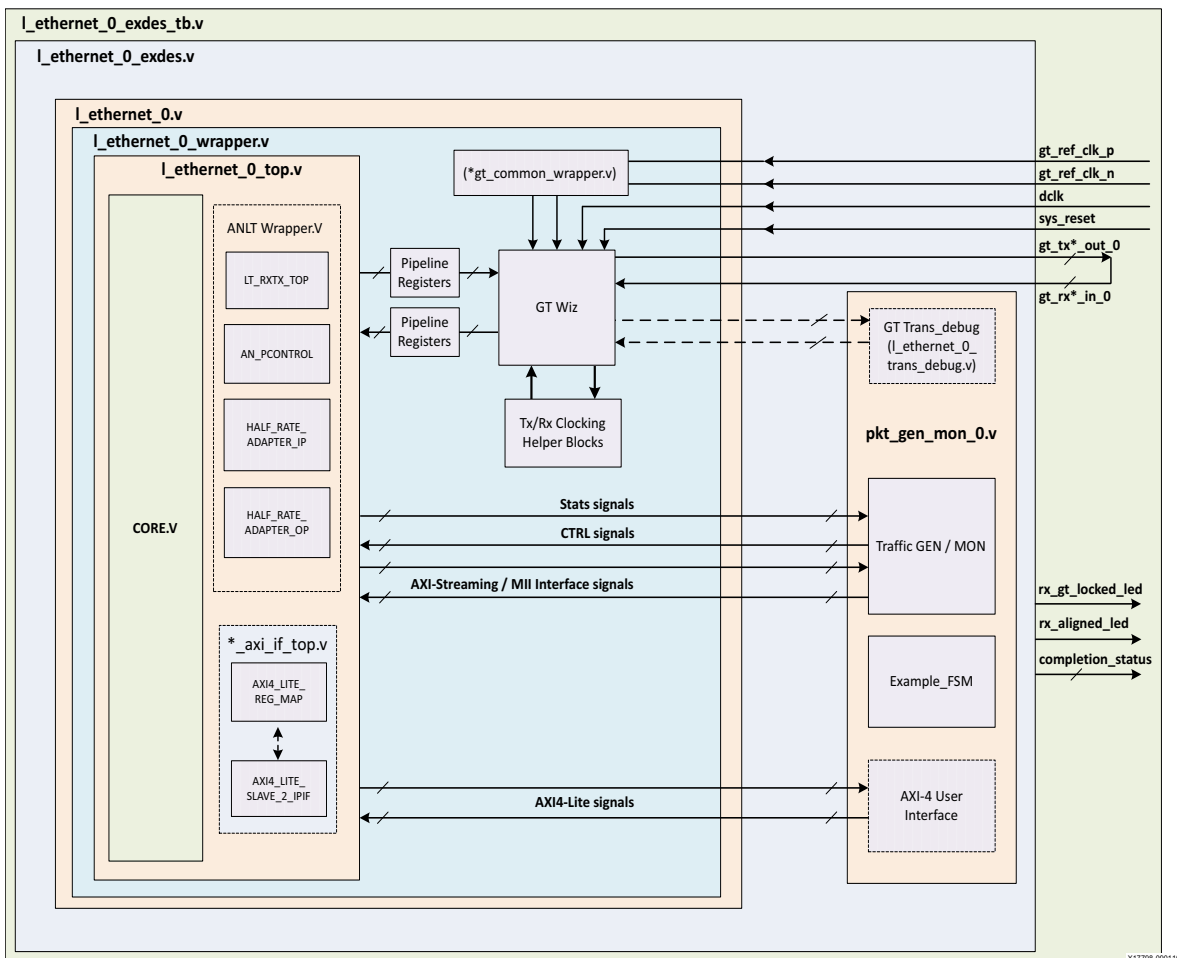 l_ethernet_0_exdes_tb.v
l_ethernet_0_exdes.v
l_ethernet_0.v
l_ethernet_0_wrapper.v
l_ethernet_0_top.v
CORE.V
ANLT Wrapper.V
LT_RXTX_TOP
AN_PCONTROL
HALF_RATE_
ADAPTER_IP
HALF_RATE_
ADAPTER_OP
*_axi_if_top.v
AXI4_LITE_
REG_MAP
AXI4_LITE_
SLAVE_2_IPIF
Pipeline
Registers
Pipeline
Registers
(*gt_common_wrapper.v)
GT Wiz
Tx/Rx Clocking
Helper Blocks
Stats signals
CTRL signals
AXI-Streaming / MII Interface signals
AXI4-Lite signals
gt_ref_clk_p
gt_ref_clk_n
dclk
sys_reset
gt_tx*_out_0
gt_rx*_in_0
GT Trans_debug
(l_ethernet_0_
trans_debug.v)
pkt_gen_mon_0.v
Traffic GEN / MON
Example_FSM
AXI-4 User
Interface
rx_gt_locked_led
rx_aligned_led
completion_status